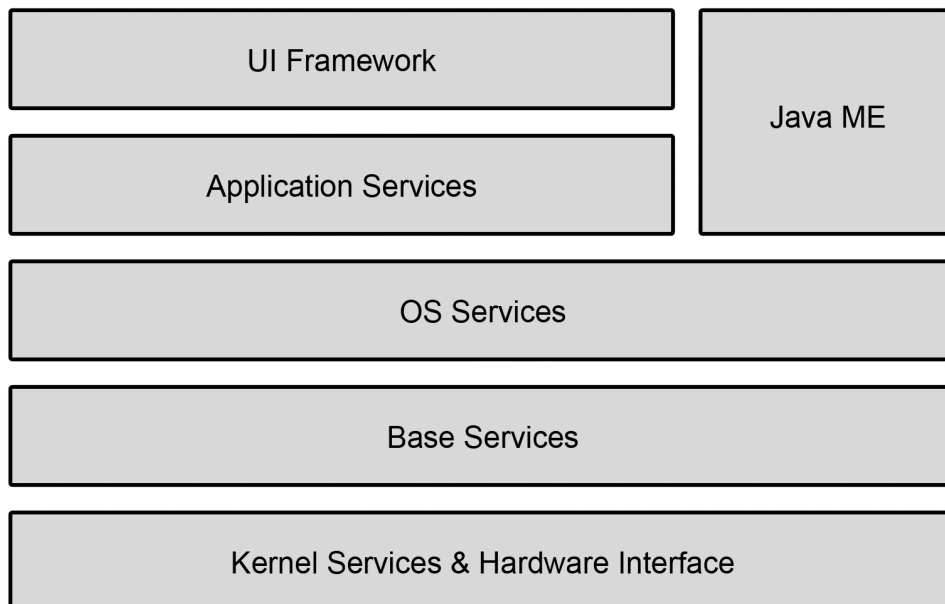 UI Framework
Java ME
Application Services
OS Services
Base Services
Kernel Services & Hardware Interface